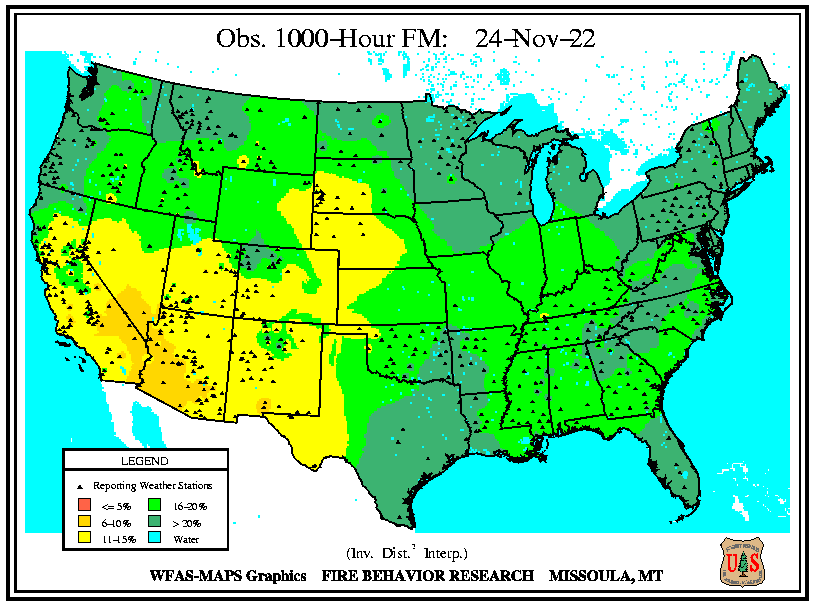 Obs. 1000-Hour FM: 24-Nov-22
LEGEND
Reporting Weather Stations
<= 5% 16-20%
6-10% > 20%
11-15% Water
(Inv. Dist.² Interp.)
WFAS-MAPS Graphics FIRE BEHAVIOR RESEARCH MISSOULA, MT
US